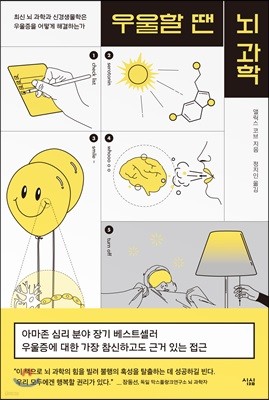 최신 뇌 과학과 신경생물학은
우울증을 어떻게 해결하는가
우울할 땐
뇌 과학
앨릭스 코브 지음
정지인 옮김
1
check list
2
serotonin
3
smile ~
4
whooo o o
5
turn off
아마존 심리 분야 장기 베스트셀러
우울증에 대한 가장 참신하고도 근거 있는 접근
"이 책으로 뇌 과학의 힘을 빌려 불행의 혹성을 탈출하는 데 성공하길 빈다.
우리 모두에겐 행복할 권리가 있다." __장동선, 독일 막스플랑크연구소 뇌 과학자
심심